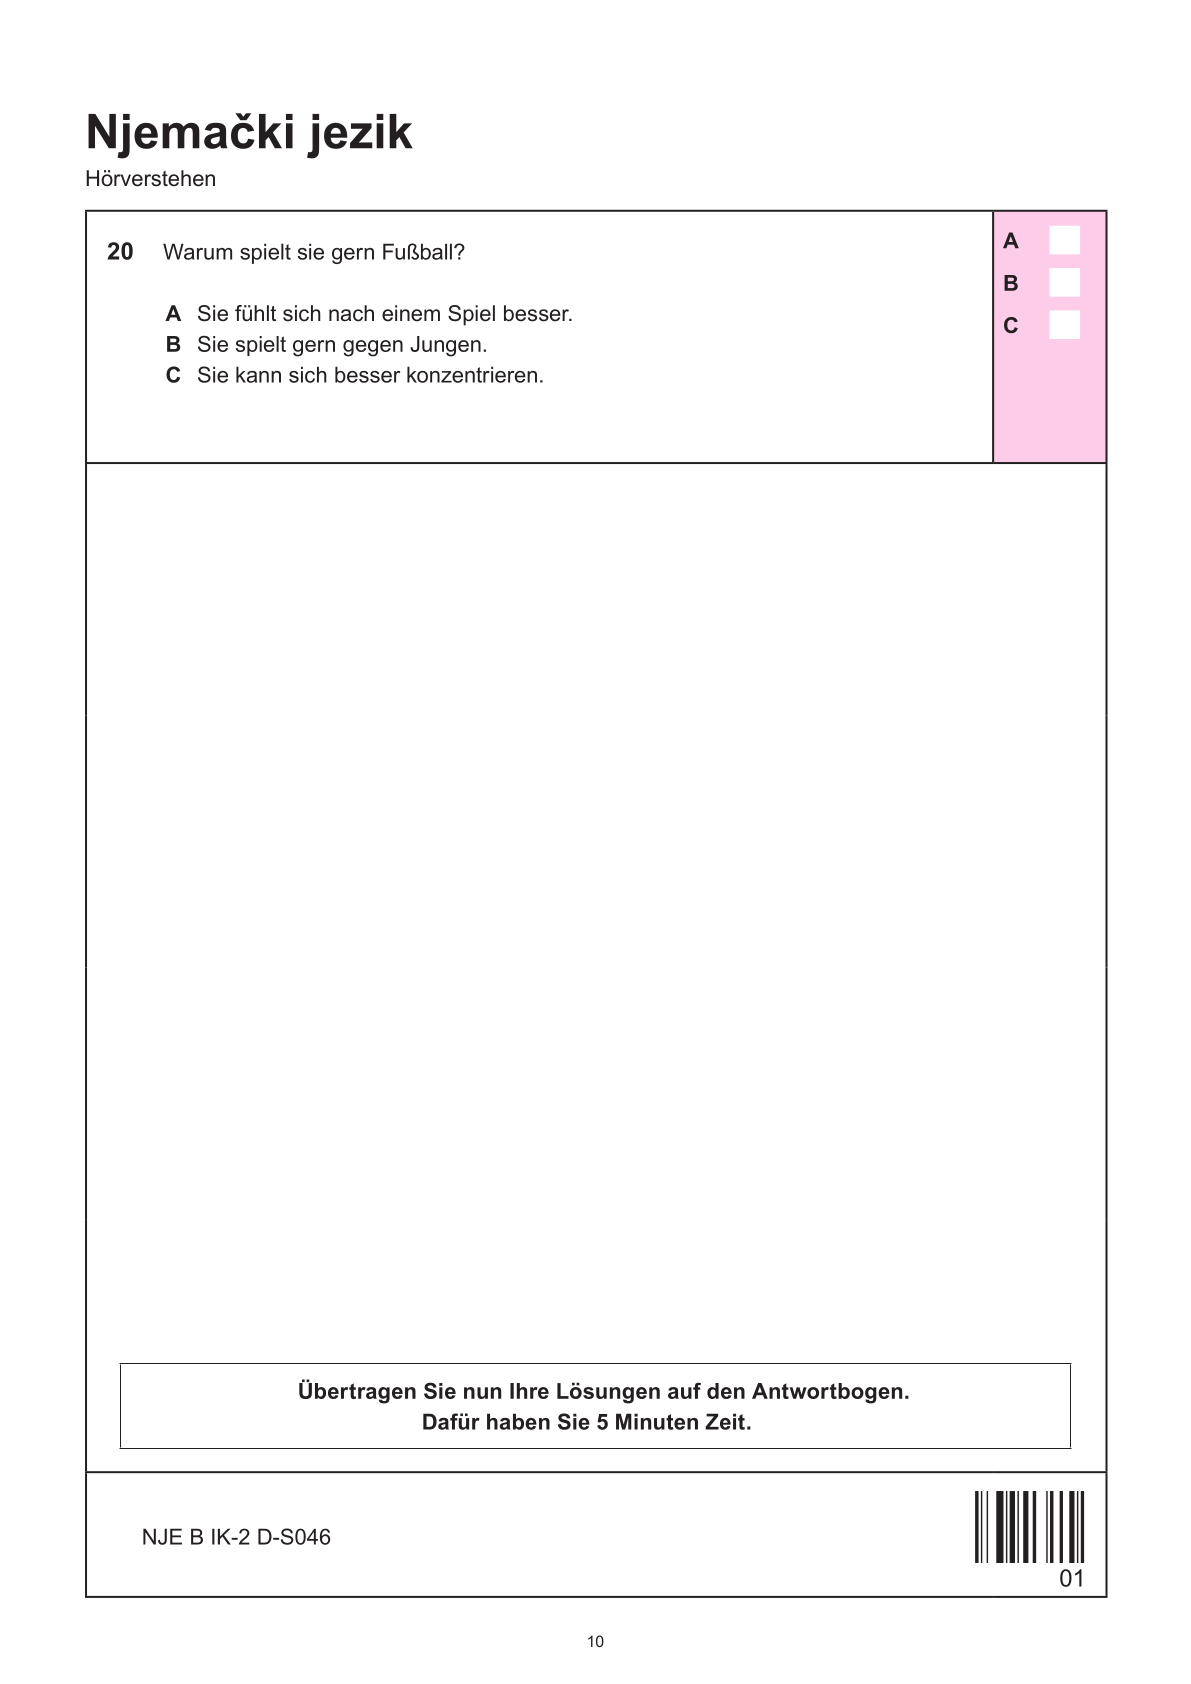 Njemački jezik
Hörverstehen
20 Warum spielt sie gern Fußball?
A Sie fühlt sich nach einem Spiel besser.
B Sie spielt gern gegen Jungen.
C Sie kann sich besser konzentrieren.
A
B
C
Übertragen Sie nun Ihre Lösungen auf den Antwortbogen.
Dafür haben Sie 5 Minuten Zeit.
NJE B IK-2 D-S046
01
10